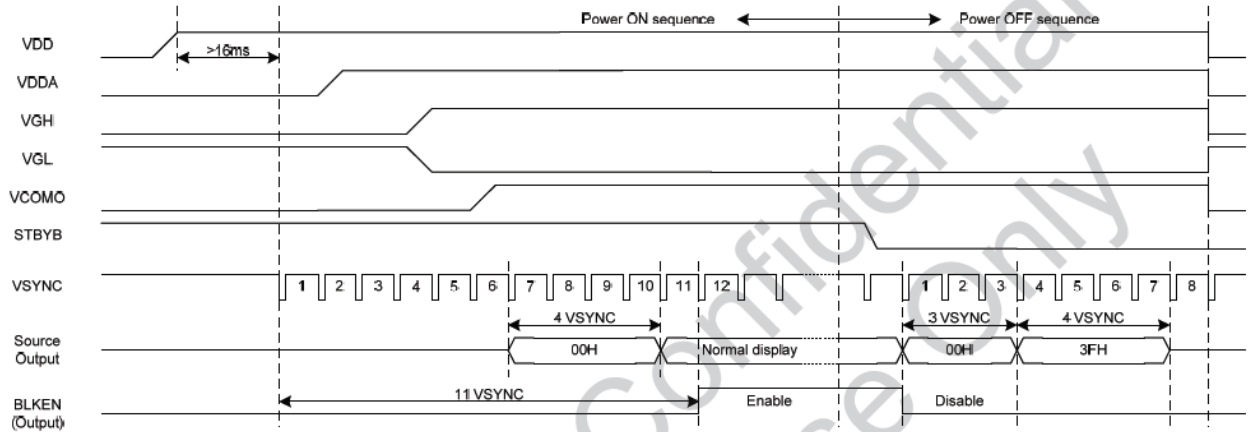 Power ON sequence Power OFF sequence
VDD
>16ms
VDDA
VGH
VGL
VCOMO
STBYB
VSYNC 1 2 3 4 5 6 7 8 9 10 11 12 1 2 3 4 5 6 7 8
4 VSYNC 3 VSYNC 4 VSYNC
Source
Output
00H Normal display 00H 3FH
11 VSYNC
BLKEN
(Output)
Enable Disable
Confidential
Only